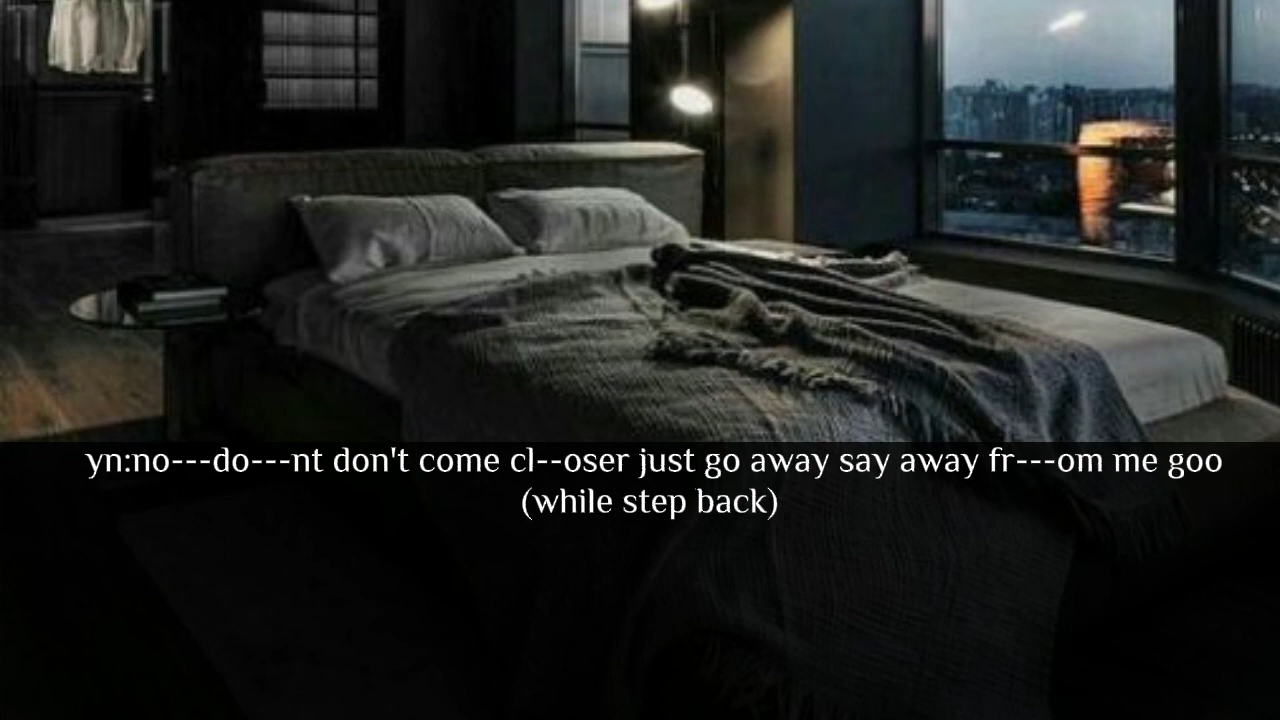 yn:no---do---nt don't come cl--oser just go away say away fr---om me goo
(while step back)